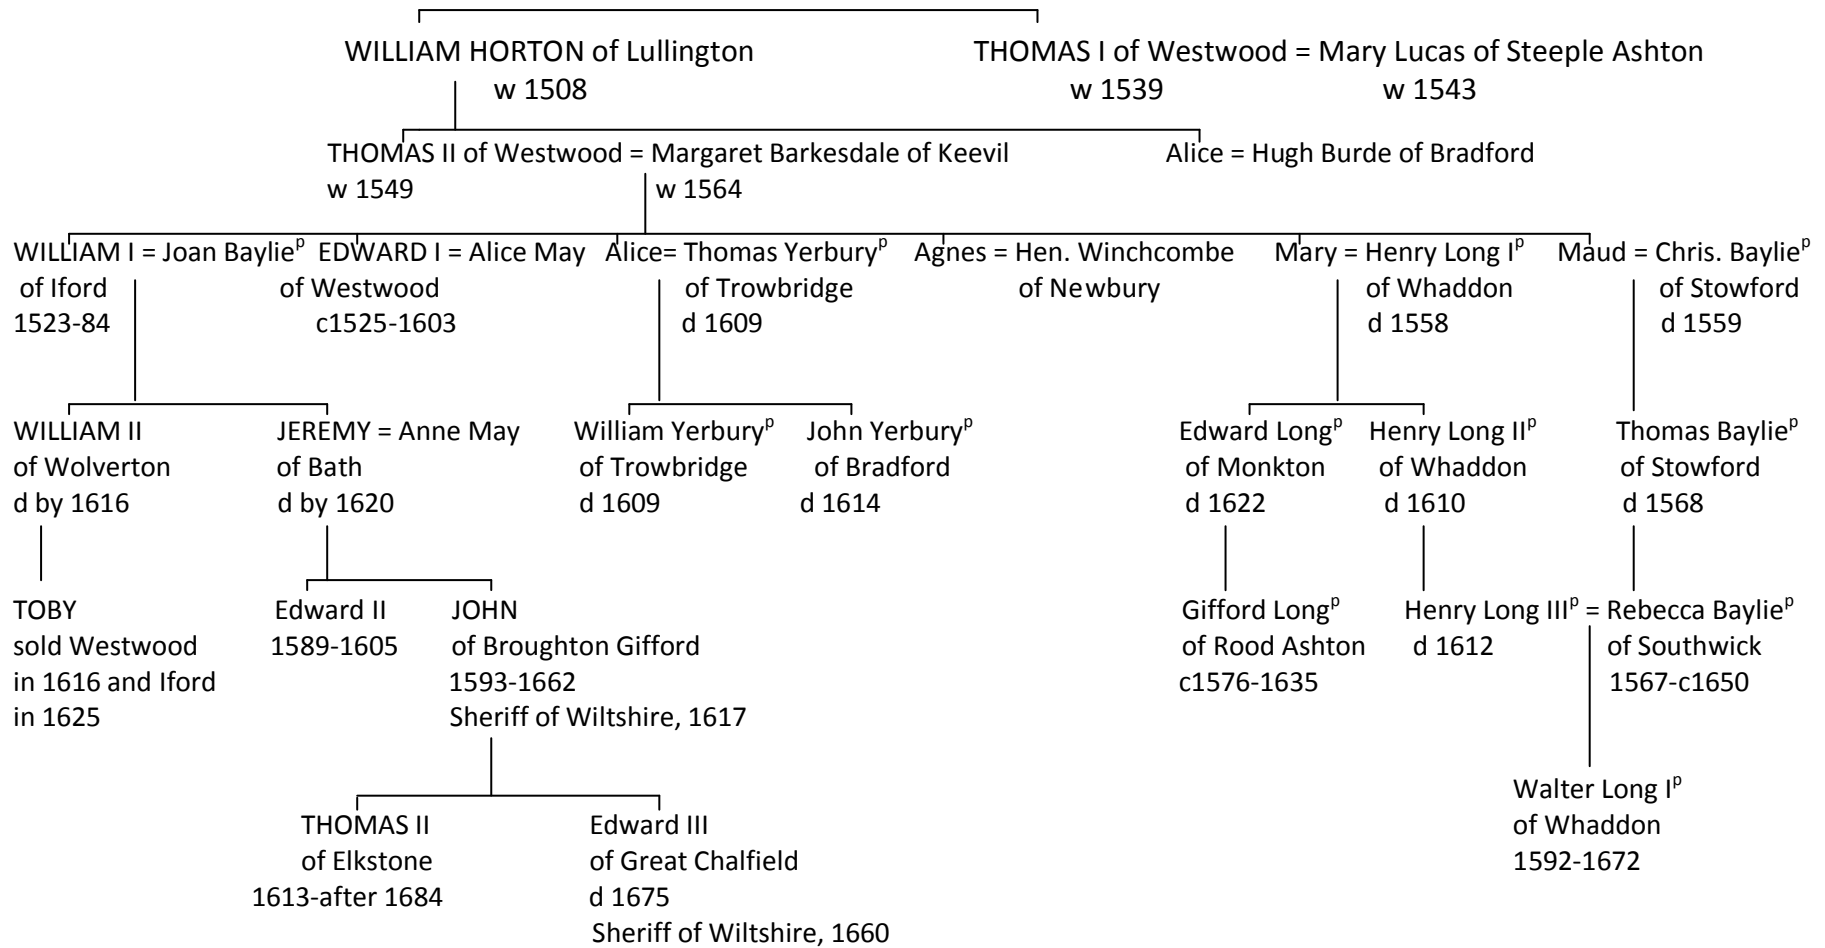 WILLIAM HORTON of Lullington THOMAS I of Westwood = Mary Lucas of Steeple Ashton
w 1508 w 1539 w 1543
THOMAS II of Westwood = Margaret Barkesdale of Keevil Alice = Hugh Burde of Bradford
w 1549 w 1564
WILLIAM I = Joan Baylieᵖ EDWARD I = Alice May Alice= Thomas Yerburyᵖ Agnes = Hen. Winchcombe Mary = Henry Long Iᵖ Maud = Chris. Baylieᵖ
of Iford of Westwood of Trowbridge of Newbury of Whaddon of Stowford
1523-84 c1525-1603 d 1609 d 1558 d 1559
WILLIAM II JEREMY = Anne May William Yerburyᵖ John Yerburyᵖ Edward Longᵖ Henry Long IIᵖ Thomas Baylieᵖ
of Wolverton of Bath of Trowbridge of Bradford of Monkton of Whaddon of Stowford
d by 1616 d by 1620 d 1609 d 1614 d 1622 d 1610 d 1568
TOBY Edward II JOHN Gifford Longᵖ Henry Long IIIᵖ = Rebecca Baylieᵖ
sold Westwood 1589-1605 of Broughton Gifford of Rood Ashton d 1612 of Southwick
in 1616 and Iford 1593-1662 c1576-1635 1567-c1650
in 1625 Sheriff of Wiltshire, 1617
Walter Long Iᵖ
THOMAS II Edward III of Whaddon
of Elkstone of Great Chalfield 1592-1672
1613-after 1684 d 1675
Sheriff of Wiltshire, 1660